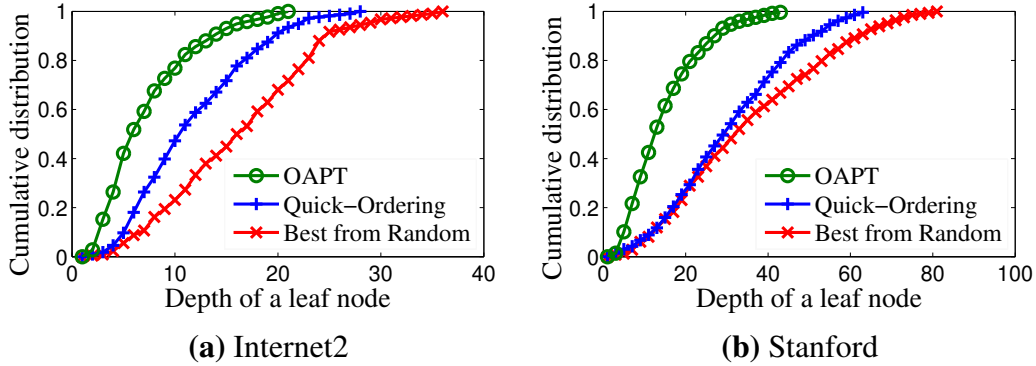 Cumulative distribution
1
0.8
0.6
0.4
0.2
0
0 10 20 30 40
OAPT
Quick−Ordering
Best from Random
Depth of a leaf node
(a) Internet2
Cumulative distribution
1
0.8
0.6
0.4
0.2
0
0 20 40 60 80 100
OAPT
Quick−Ordering
Best from Random
Depth of a leaf node
(b) Stanford